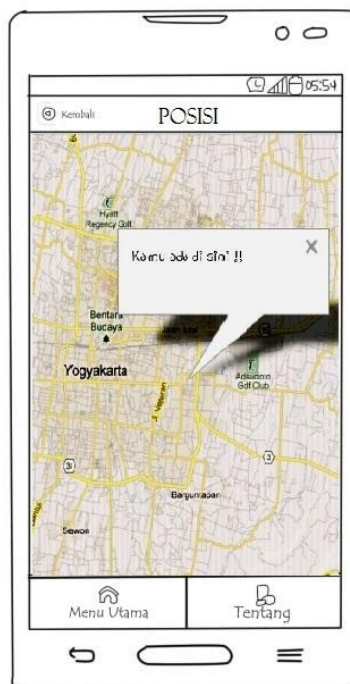 05:54
Kembali
POSISI
Hyatt
Regency Golf
Kamu ada di sini !!
Bentara
Budaya
Yogyakarta
Adisucipto
Golf Club
Banguntapan
Sewon
Menu Utama
Tentang